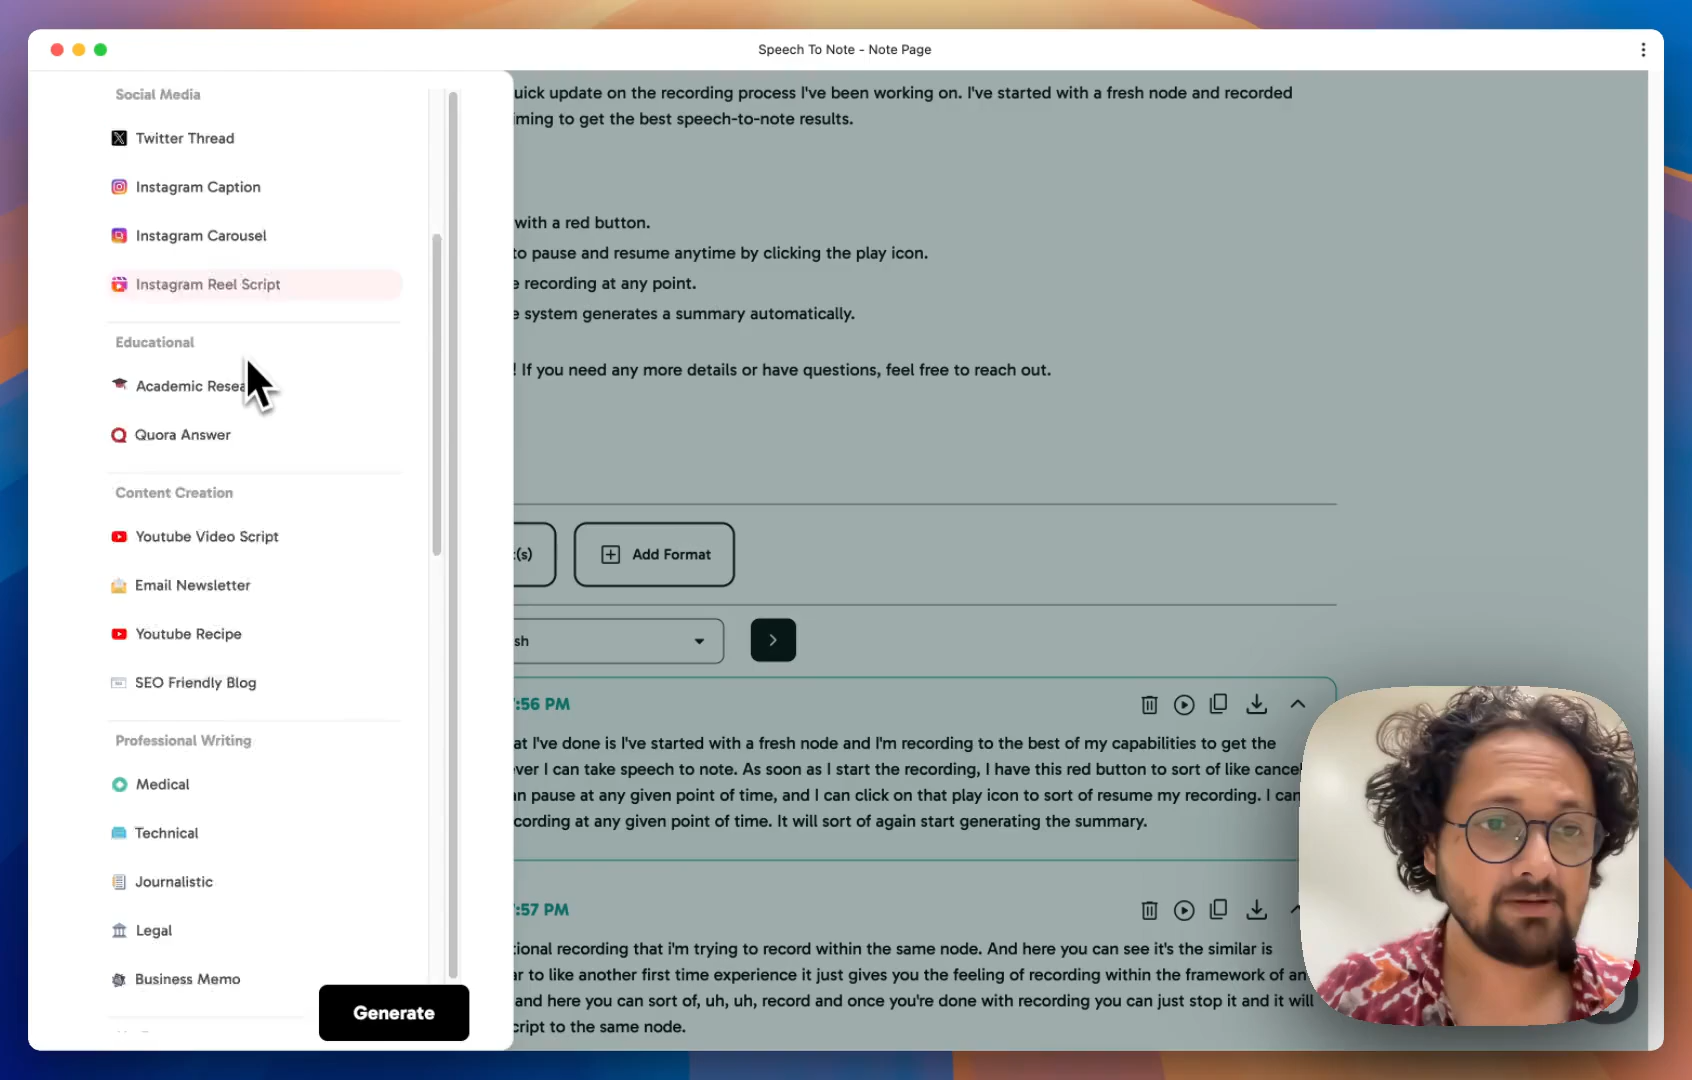 Speech To Note - Note Page
Social Media
Twitter Thread
Instagram Caption
Instagram Carousel
Instagram Reel Script
Educational
Academic
Quora Answer
Content Creation
Youtube Video Script
Email Newsletter
Youtube Recipe
SEO Friendly Blog
Professional Writing
Medical
Technical
Journalistic
Legal
Business Memo
Generate
uick update on the recording process I've been working on. I've started with a fresh node and recorded
iming to get the best speech-to-note results.
with a red button.
to pause and resume anytime by clicking the play icon.
e recording at any point.
e system generates a summary automatically.
! If you need any more details or have questions, feel free to reach out.
t(s)
Add Format
sh
:56 PM
at I've done is I've started with a fresh node and I'm recording to the best of my capabilities to get the
ver I can take speech to note. As soon as I start the recording, I have this red button to sort of like cancel
an pause at any given point of time, and I can click on that play icon to sort of resume my recording. I can
cording at any given point of time. It will sort of again start generating the summary.
:57 PM
tional recording that i'm trying to record within the same node. And here you can see it's the similar is
ar to like another first time experience it just gives you the feeling of recording within the framework of an
and here you can sort of, uh, uh, record and once you're done with recording you can just stop it and it will
cript to the same node.